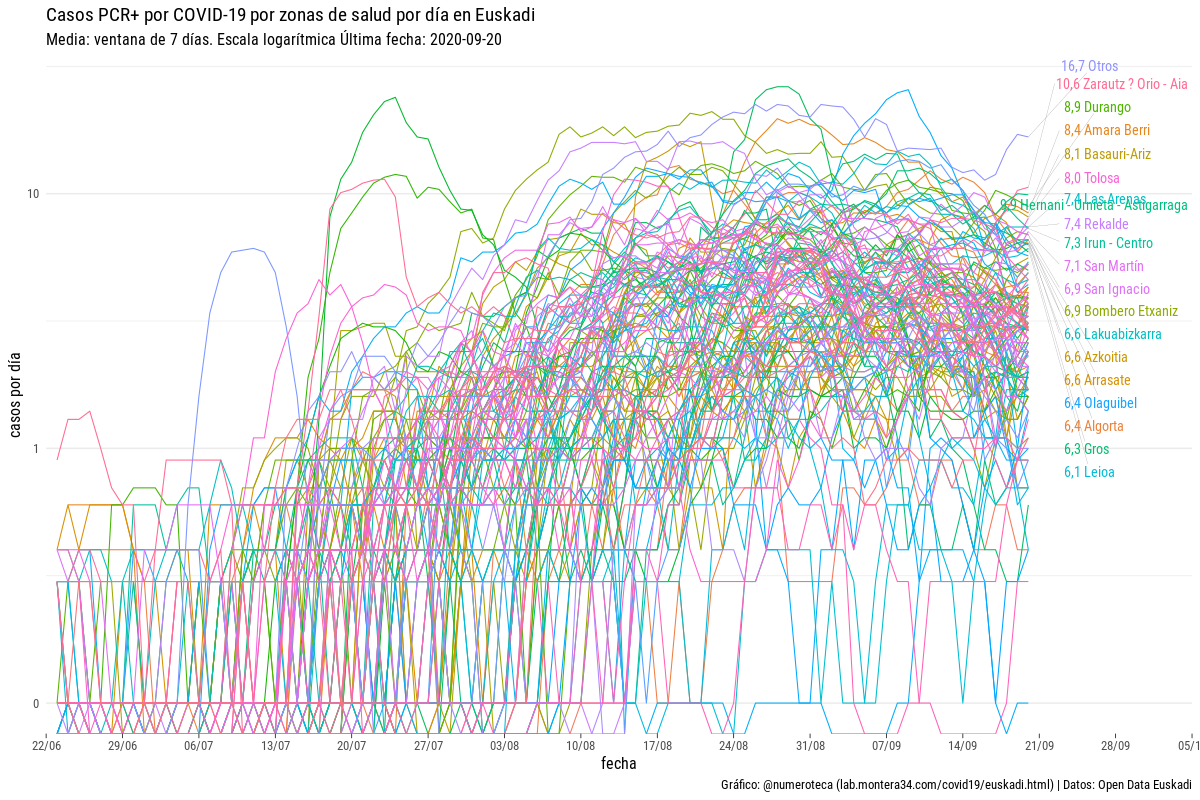 Casos PCR+ por COVID-19 por zonas de salud por día en Euskadi
Media: ventana de 7 días. Escala logarítmica Última fecha: 2020-09-20
16,7 Otros
10,6 Zarautz ? Orio - Aia
8,9 Durango
8,4 Amara Berri
8,1 Basauri-Ariz
8,0 Tolosa
7,4 Las Arenas
9,9 Hernani - Urnieta - Astigarraga
7,4 Rekalde
7,3 Irun - Centro
7,1 San Martín
6,9 San Ignacio
6,9 Bombero Etxaniz
6,6 Lakuabizkarra
6,6 Azkoitia
6,6 Arrasate
6,4 Olaguibel
6,4 Algorta
6,3 Gros
6,1 Leioa
casos por día
10
1
0
22/06 29/06 06/07 13/07 20/07 27/07 03/08 10/08 17/08 24/08 31/08 07/09 14/09 21/09 28/09 05/1
fecha
Gráfico: @numeroteca (lab.montera34.com/covid19/euskadi.html) | Datos: Open Data Euskadi